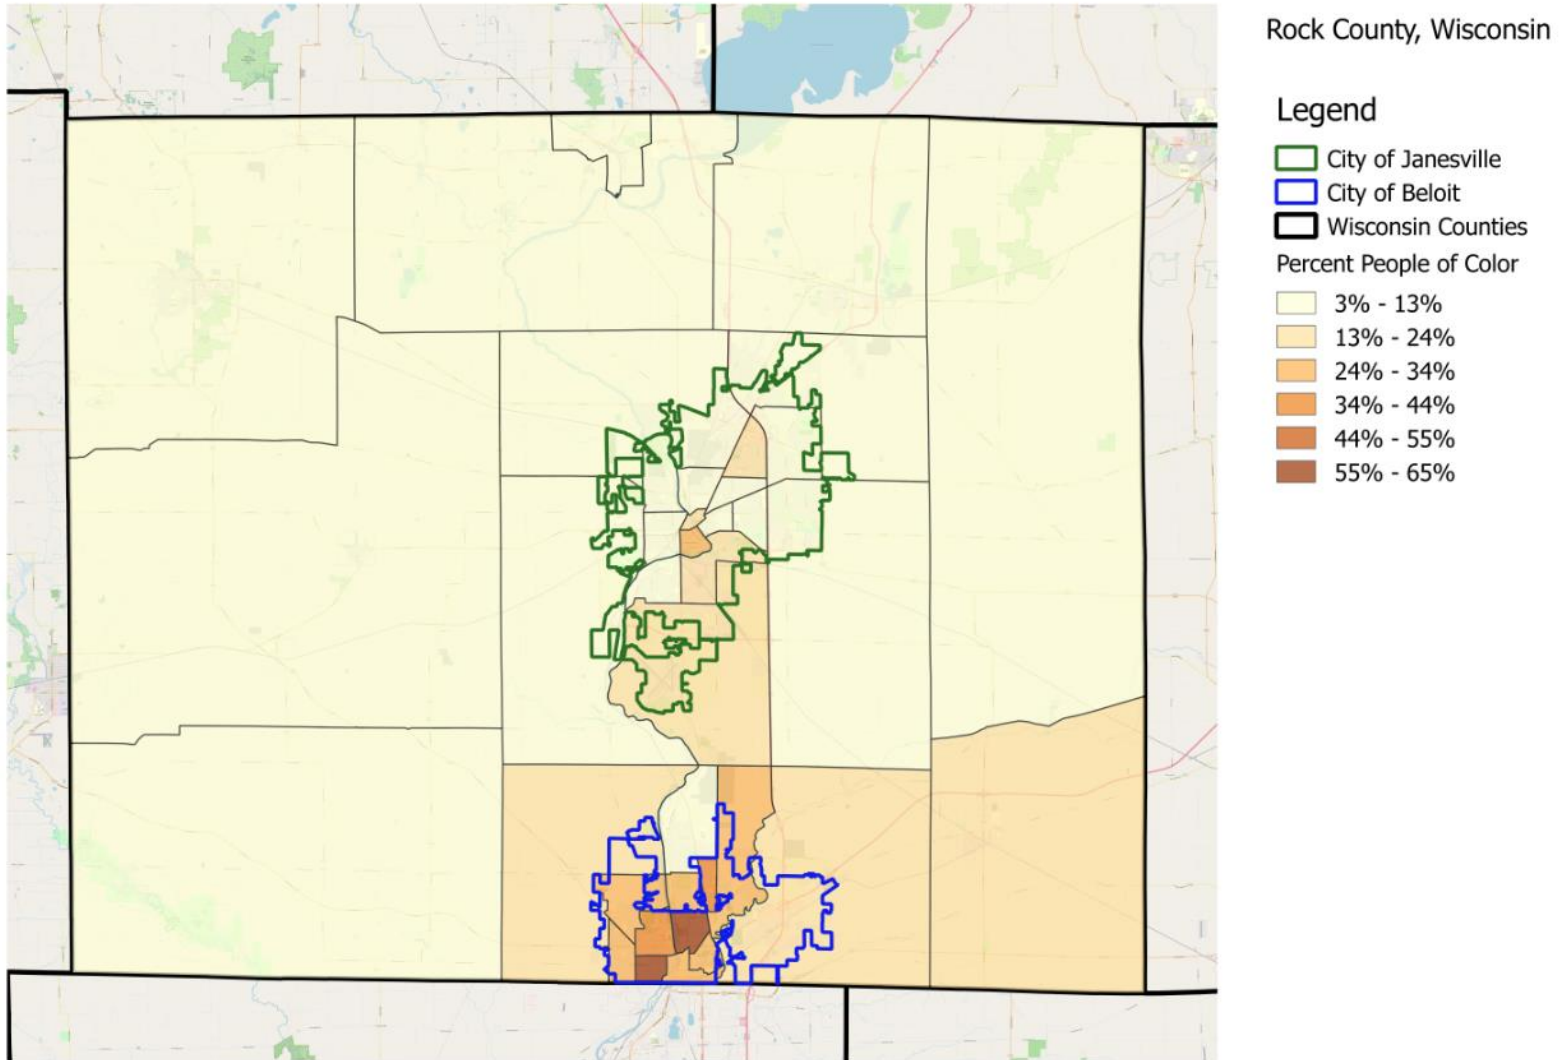 Rock County, Wisconsin
Legend
City of Janesville
City of Beloit
Wisconsin Counties
Percent People of Color
3% - 13%
13% - 24%
24% - 34%
34% - 44%
44% - 55%
55% - 65%